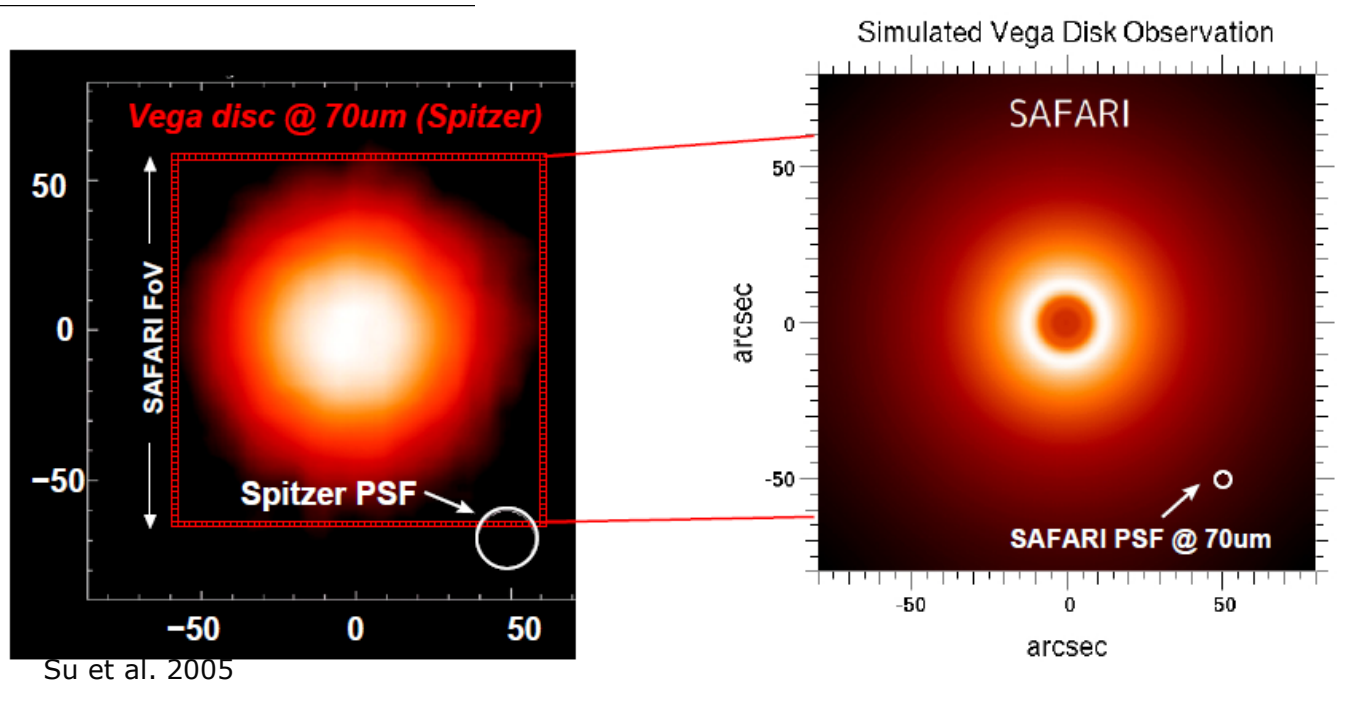 Vega disc @ 70um (Spitzer)
50
0
−50
SAFARI FoV
Spitzer PSF
−50
0
50
Su et al. 2005
Simulated Vega Disk Observation
SAFARI
50
0
-50
arcsec
SAFARI PSF @ 70um
-50
0
50
arcsec